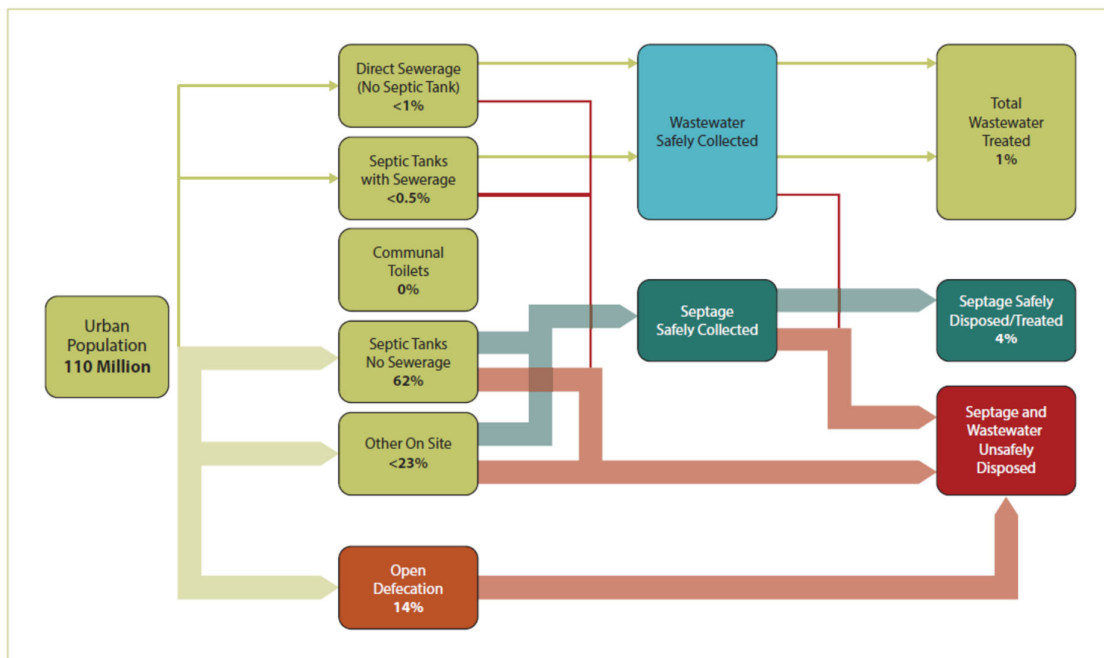 Urban
Population
110 Million
Direct Sewerage
(No Septic Tank)
<1%
Septic Tanks
with Sewerage
<0.5%
Communal
Toilets
0%
Septic Tanks
No Sewerage
62%
Other On Site
<23%
Open
Defecation
14%
Wastewater
Safely Collected
Septage
Safely Collected
Total
Wastewater
Treated
1%
Septage Safely
Disposed/Treated
4%
Septage and
Wastewater
Unsafely
Disposed